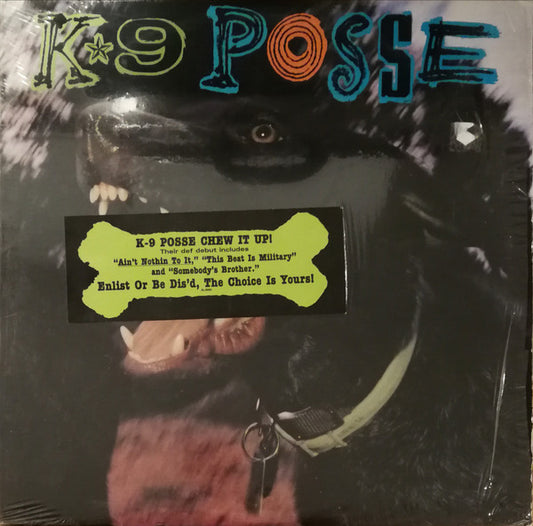 K★9 POSSE
K-9 POSSE CHEW IT UP!
Their def debut includes
"Ain't Nothin To It," "This Beat Is Military"
and "Somebody's Brother."
Enlist Or Be Dis'd, The Choice Is Yours!